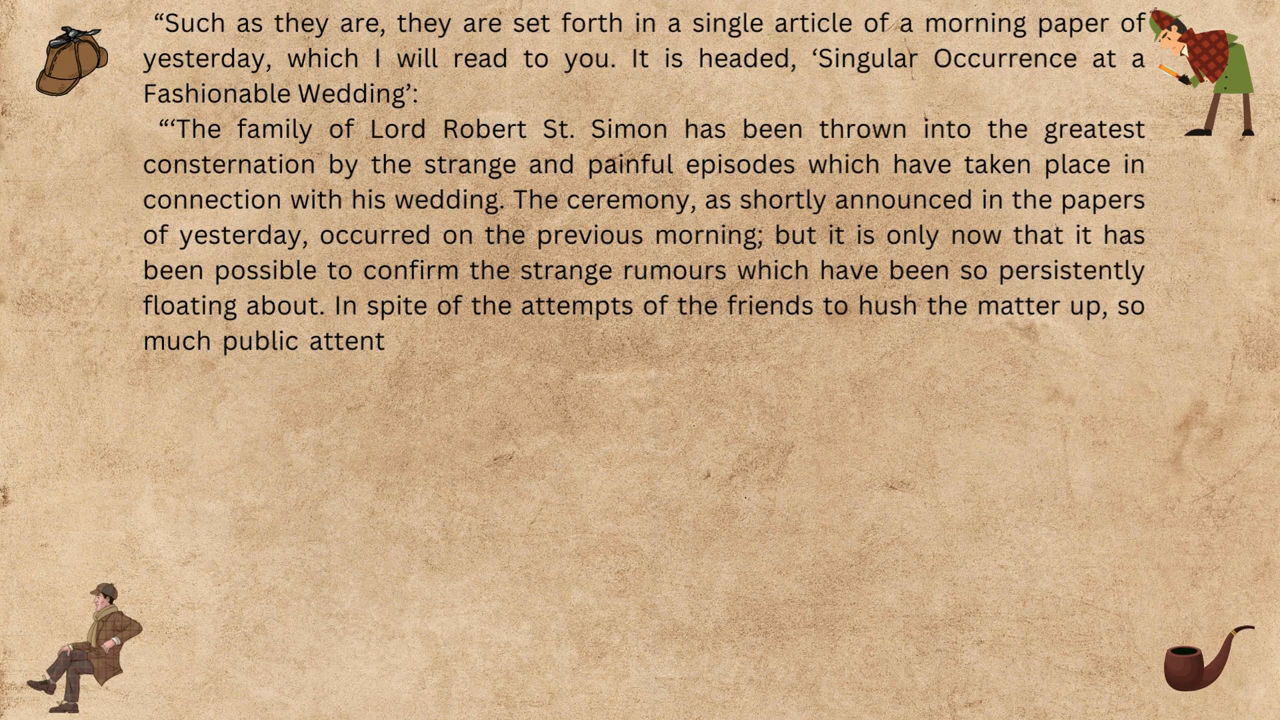 “Such as they are, they are set forth in a single article of a morning paper of
yesterday, which I will read to you. It is headed, ‘Singular Occurrence at a
Fashionable Wedding’:
“‘The family of Lord Robert St. Simon has been thrown into the greatest
consternation by the strange and painful episodes which have taken place in
connection with his wedding. The ceremony, as shortly announced in the papers
of yesterday, occurred on the previous morning; but it is only now that it has
been possible to confirm the strange rumours which have been so persistently
floating about. In spite of the attempts of the friends to hush the matter up, so
much public attent